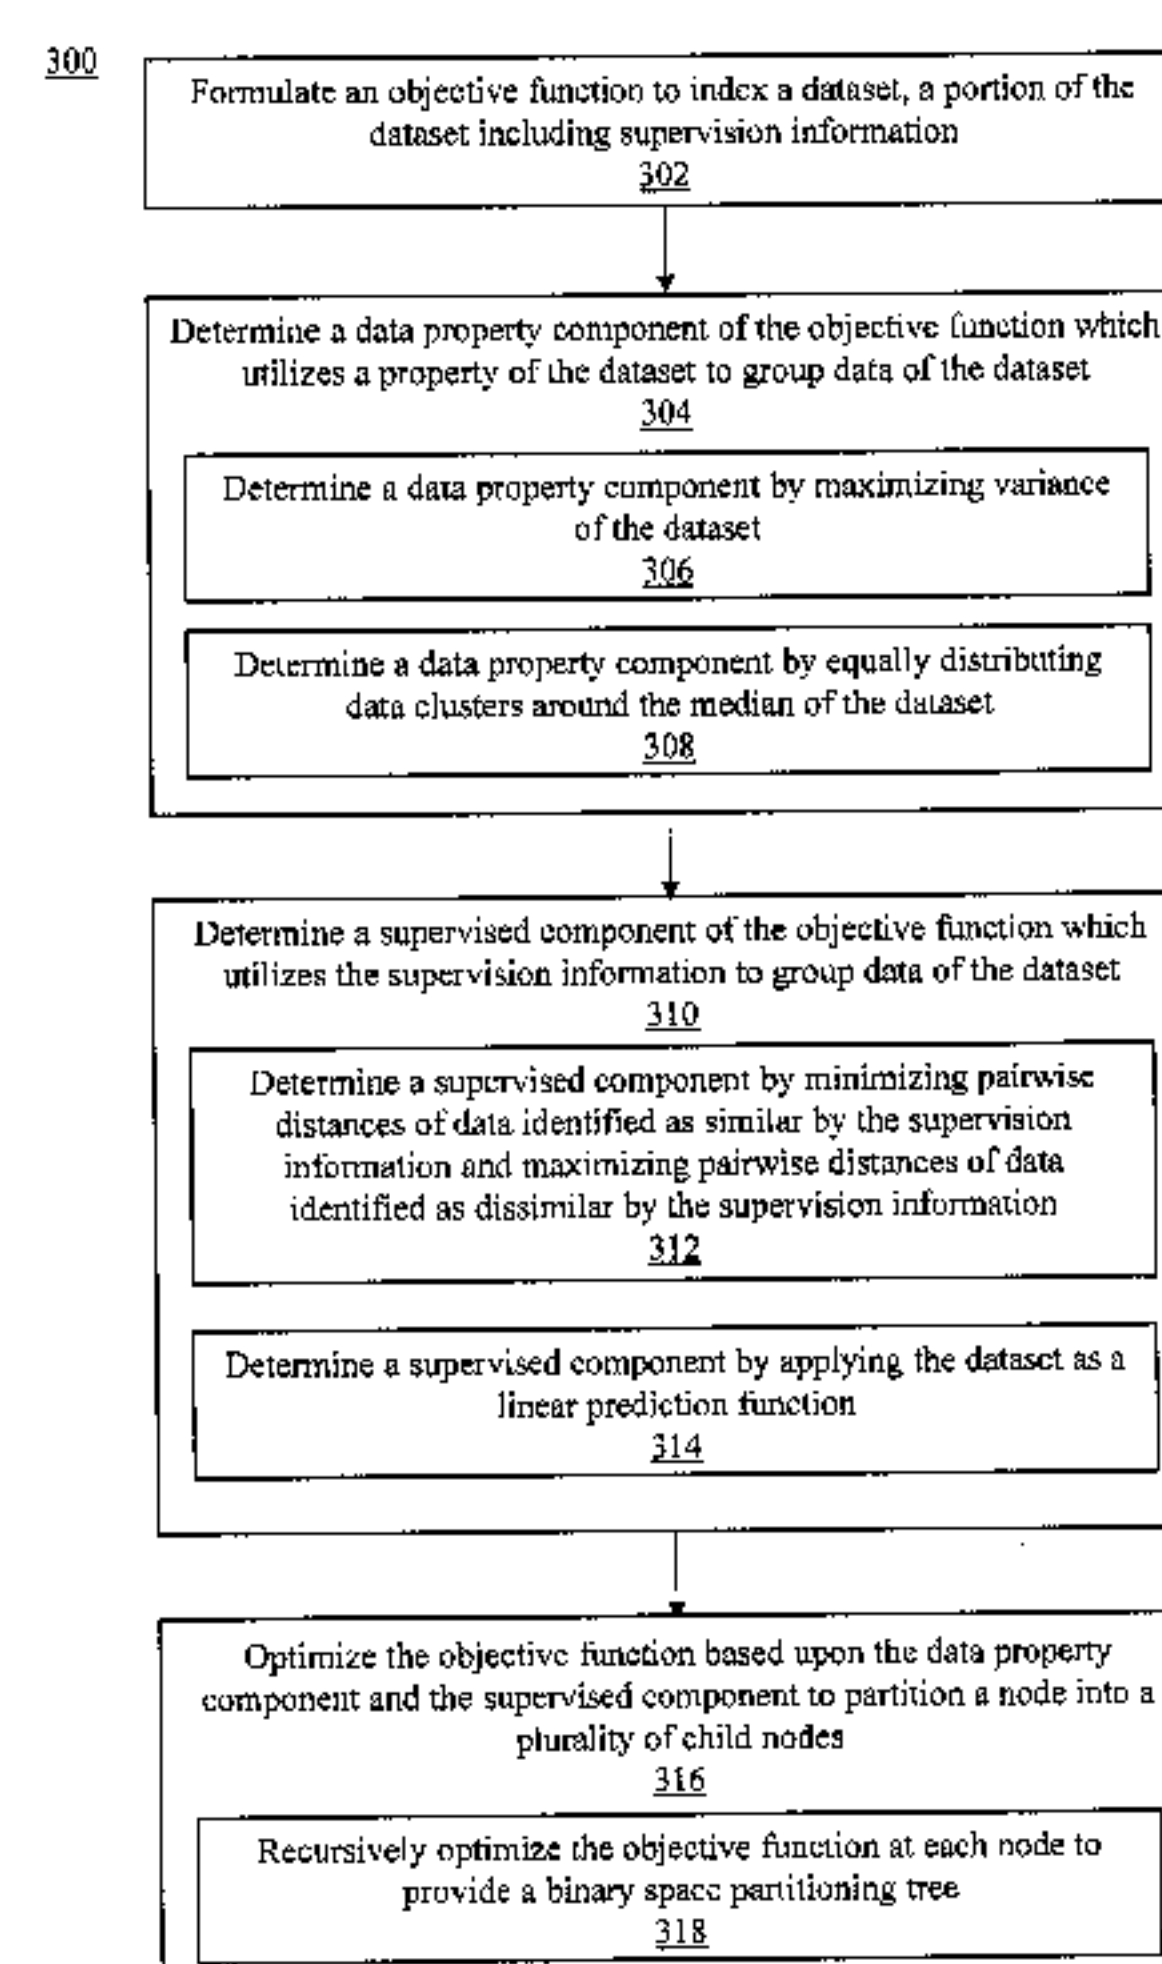 300
Formulate an objective function to index a dataset, a portion of the
dataset including supervision information
302
Determine a data property component of the objective function which
utilizes a property of the dataset to group data of the dataset
304
Determine a data property component by maximizing variance
of the dataset
306
Determine a data property component by equally distributing
data clusters around the median of the dataset
308
Determine a supervised component of the objective function which
utilizes the supervision information to group data of the dataset
310
Determine a supervised component by minimizing pairwise
distances of data identified as similar by the supervision
information and maximizing pairwise distances of data
identified as dissimilar by the supervision information
312
Determine a supervised component by applying the dataset as a
linear prediction function
314
Optimize the objective function based upon the data property
component and the supervised component to partition a node into a
plurality of child nodes
316
Recursively optimize the objective function at each node to
provide a binary space partitioning tree
318